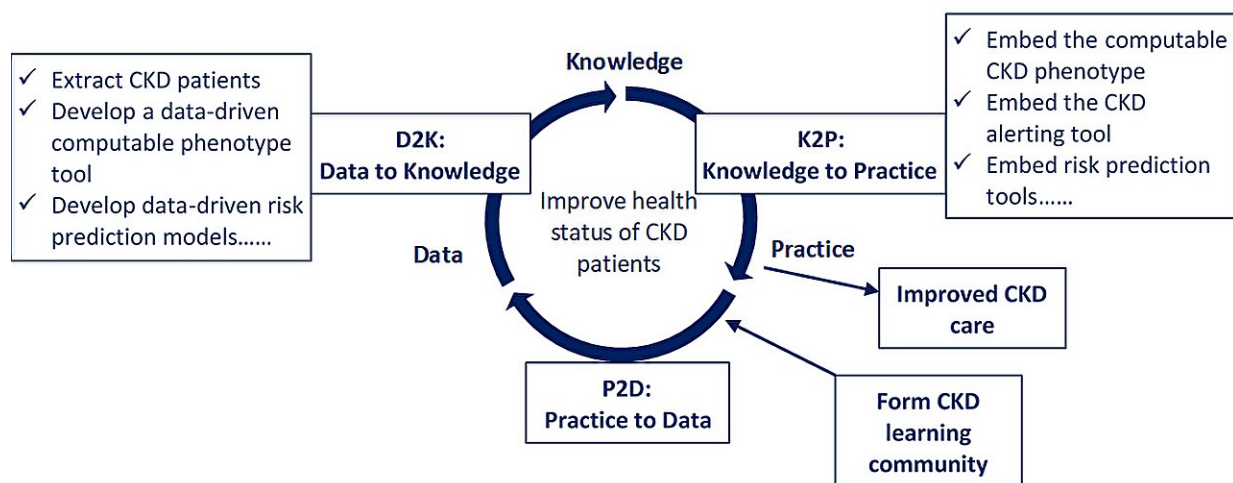 ✓ Extract CKD patients
✓ Develop a data-driven
computable phenotype
tool
✓ Develop data-driven risk
prediction models……
D2K:
Data to Knowledge
Knowledge
K2P:
Knowledge to Practice
✓ Embed the computable
CKD phenotype
✓ Embed the CKD
alerting tool
✓ Embed risk prediction
tools……
Improve health
status of CKD
patients
Data
Practice
Improved CKD
care
P2D:
Practice to Data
Form CKD
learning
community